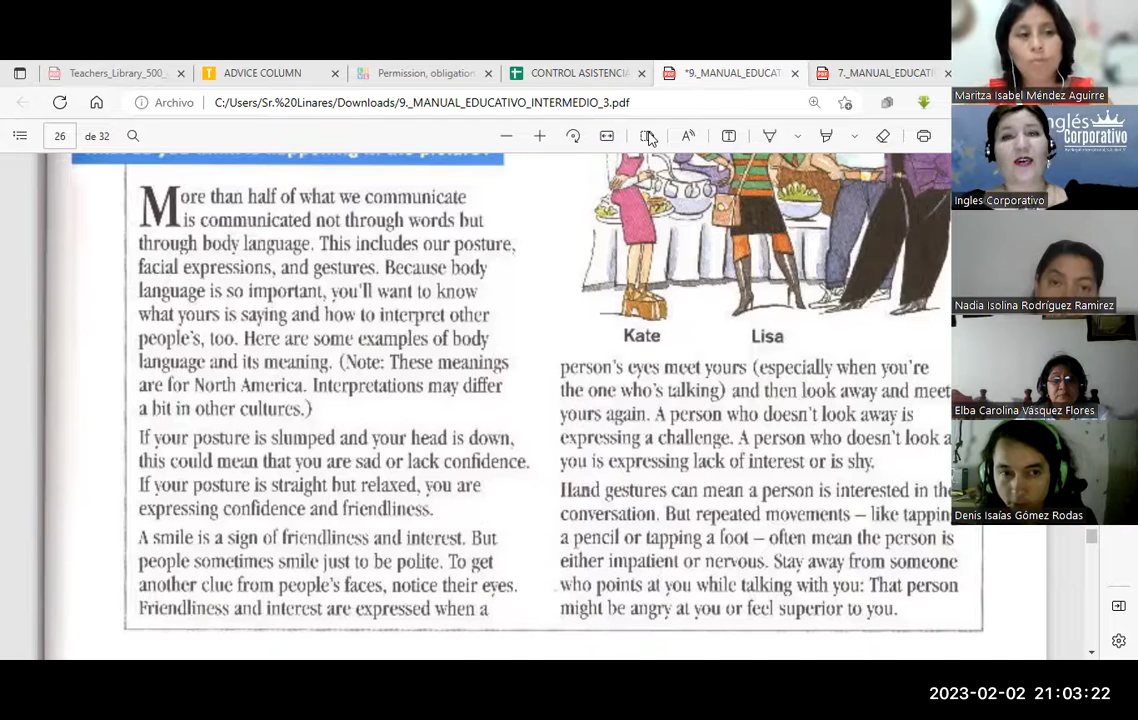 Teachers_Library_500_
ADVICE COLUMN
Permission, obligation
CONTROL ASISTENCIA
*9._MANUAL_EDUCAT
7._MANUAL_EDUCATI
Archivo
C:/Users/Sr.%20Linares/Downloads/9._MANUAL_EDUCATIVO_INTERMEDIO_3.pdf
26
de 32
More than half of what we communicate
is communicated not through words but
through body language. This includes our posture,
facial expressions, and gestures. Because body
language is so important, you'll want to know
what yours is saying and how to interpret other
people's, too. Here are some examples of body
language and its meaning. (Note: These meanings
are for North America. Interpretations may differ
a bit in other cultures.)
If your posture is slumped and your head is down,
this could mean that you are sad or lack confidence.
If your posture is straight but relaxed, you are
expressing confidence and friendliness.
A smile is a sign of friendliness and interest. But
people sometimes smile just to be polite. To get
another clue from people's faces, notice their eyes.
Friendliness and interest are expressed when a
Kate
Lisa
person's eyes meet yours (especially when you're
the one who's talking) and then look away and meet
yours again. A person who doesn't look away is
expressing a challenge. A person who doesn't look a
you is expressing lack of interest or is shy.
Hand gestures can mean a person is interested in the
conversation. But repeated movements – like tappin
a pencil or tapping a foot – often mean the person is
either impatient or nervous. Stay away from someone
who points at you while talking with you: That person
might be angry at you or feel superior to you.
Maritza Isabel Méndez Aguirre
Inglés
Corporativo
Ingles Corporativo
Nadia Isolina Rodríguez Ramirez
Elba Carolina Vásquez Flores
Denis Isaías Gómez Rodas
2023-02-02 21:03:22